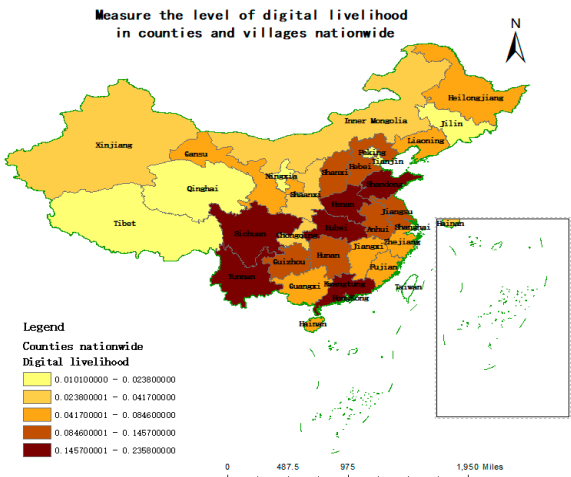 Measure the level of digital livelihood
in counties and villages nationwide
N
Heilongjiang
Inner Mongolia
Jilin
Xinjiang
Liaoning
Gansu
Peking
Tianjin
Hebei
Shanxi
Ningxia
Shandong
Qinghai
Shaanxi
Henan
Jiangsu
Tibet
Hainan
Shanghai
Hubei
Anhui
Sichuan
Chongqing
Zhejiang
Jiangxi
Hunan
Guizhou
Fujian
Yunnan
Guangxi
Taiwan
Hainan
Legend
Counties nationwide
Digital livelihood
0.010100000 - 0.023800000
0.023800001 - 0.041700000
0.041700001 - 0.084600000
0.084600001 - 0.145700000
0.145700001 - 0.235800000
0 487.5 975 1,950 Miles